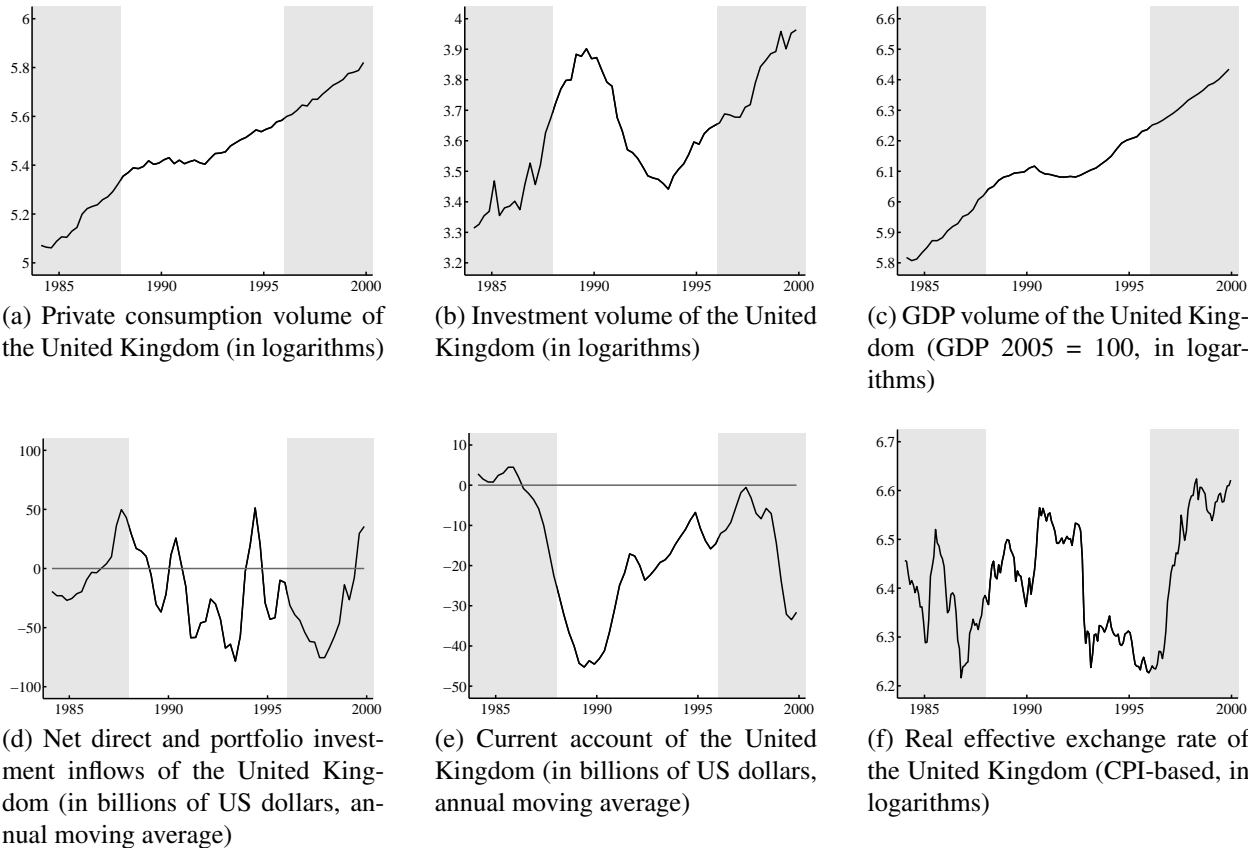 6
5.8
5.6
5.4
5.2
5
1985 1990 1995 2000
(a) Private consumption volume of
the United Kingdom (in logarithms)
4
3.9
3.8
3.7
3.6
3.5
3.4
3.3
3.2
1985 1990 1995 2000
(b) Investment volume of the United
Kingdom (in logarithms)
6.6
6.5
6.4
6.3
6.2
6.1
6
5.9
5.8
1985 1990 1995 2000
(c) GDP volume of the United King-
dom (GDP 2005 = 100, in logar-
ithms)
100
50
0
−50
−100
1985 1990 1995 2000
(d) Net direct and portfolio invest-
ment inflows of the United King-
dom (in billions of US dollars, an-
nual moving average)
10
0
−10
−20
−30
−40
−50
1985 1990 1995 2000
(e) Current account of the United
Kingdom (in billions of US dollars,
annual moving average)
6.7
6.6
6.5
6.4
6.3
6.2
1985 1990 1995 2000
(f) Real effective exchange rate of
the United Kingdom (CPI-based, in
logarithms)